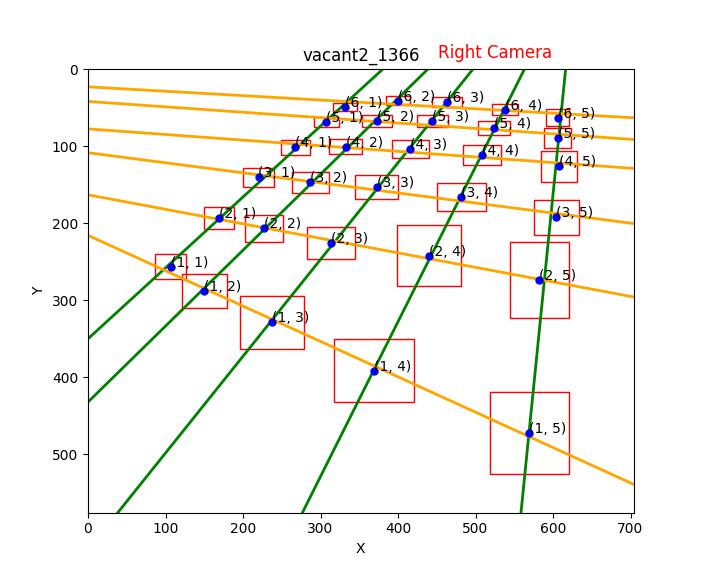 vacant2_1366 Right Camera
0
100
200
300
400
500
Y
0 100 200 300 400 500 600 700
X
(6, 1) (6, 2) (6, 3) (6, 4) (6, 5)
(5, 1) (5, 2) (5, 3) (5, 4) (5, 5)
(4, 1) (4, 2) (4, 3) (4, 4) (4, 5)
(3, 1) (3, 2) (3, 3) (3, 4) (3, 5)
(2, 1) (2, 2) (2, 3) (2, 4) (2, 5)
(1, 1) (1, 2) (1, 3) (1, 4) (1, 5)